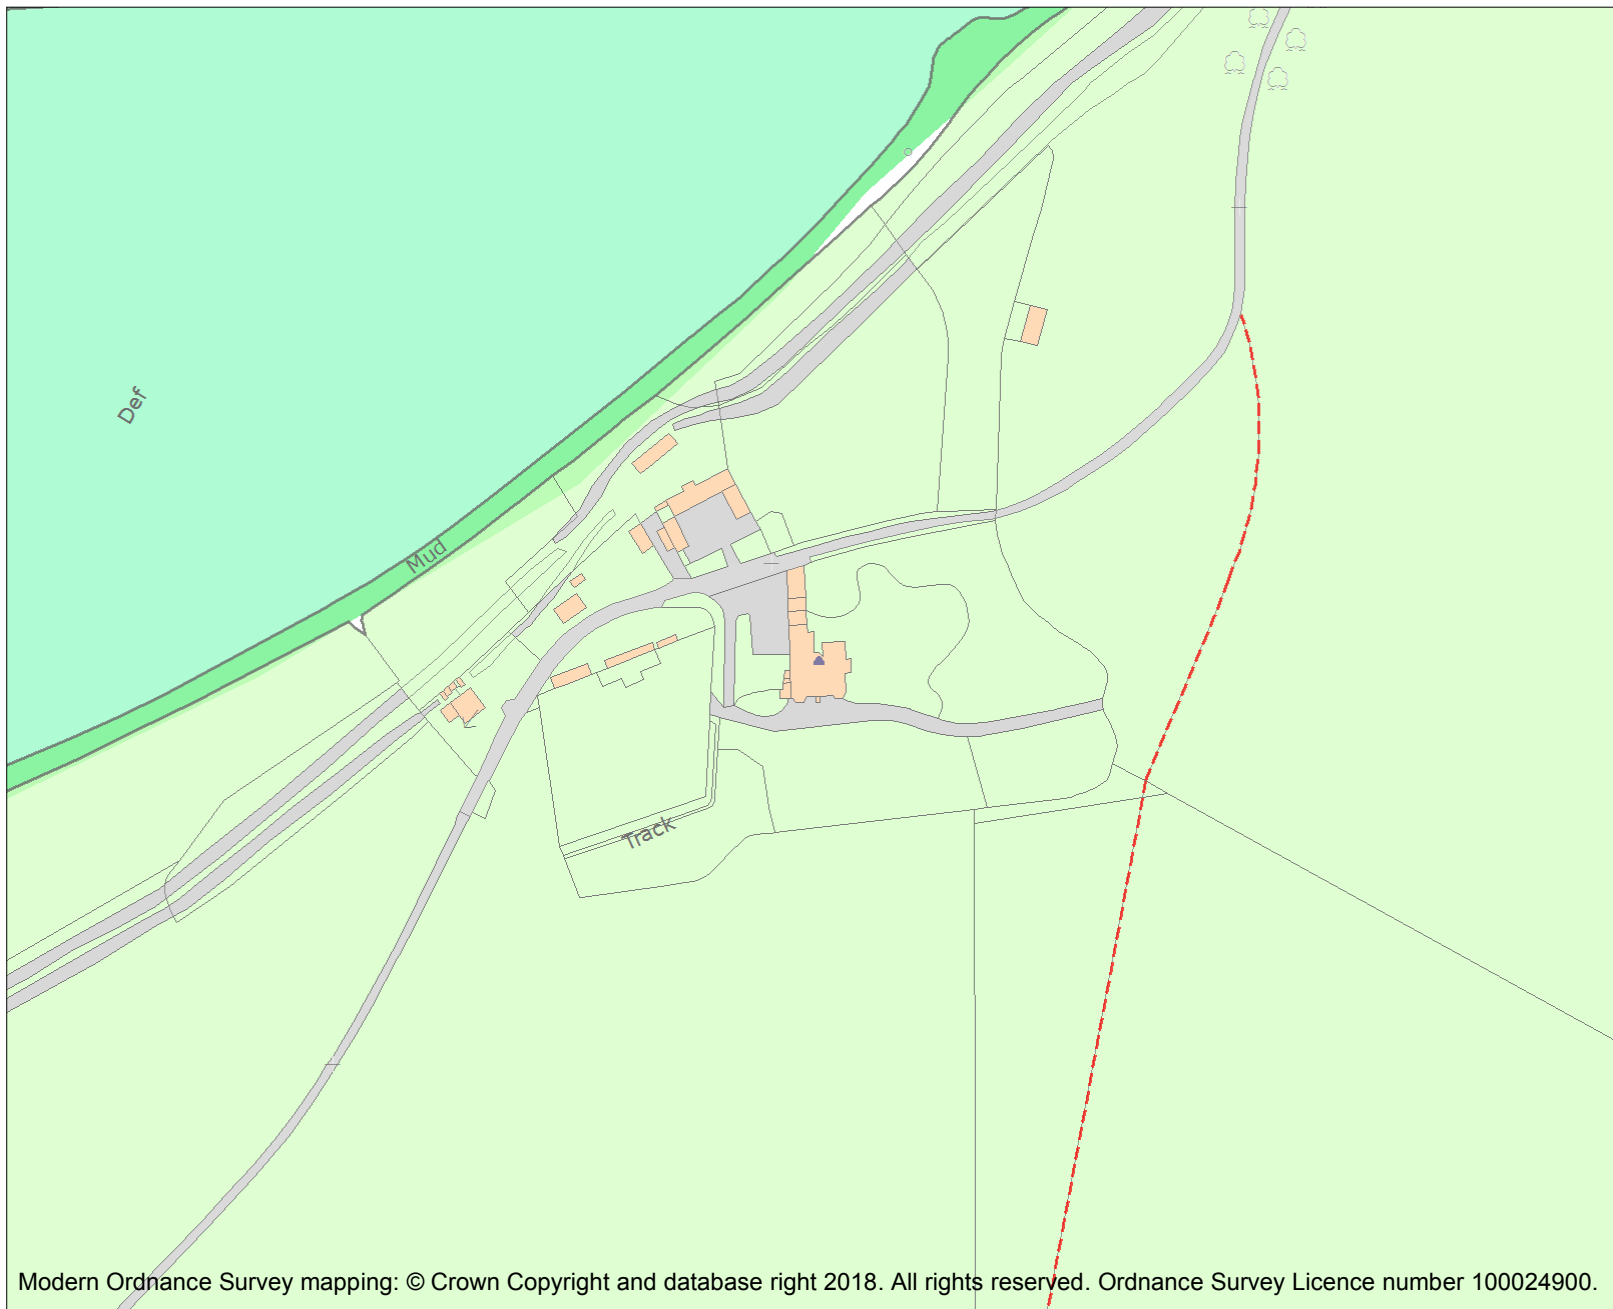 Def
Mud
Track
Modern Ordnance Survey mapping: © Crown Copyright and database right 2018. All rights reserved. Ordnance Survey Licence number 100024900.